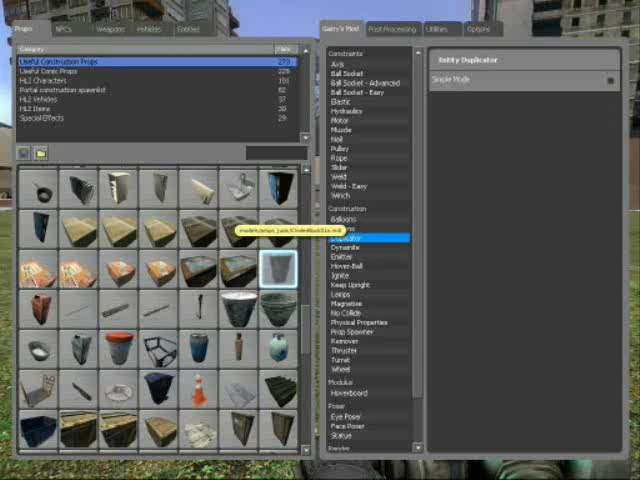 Props
NPCs
Weapons
Vehicles
Entities
Garry's Mod
Post Processing
Utilities
Options
Category
Useful Construction Props 273
Useful Comic Props 228
HL2 Characters 101
Portal construction spawnlist 62
HL2 Vehicles 37
HL2 Items 30
Special Effects 29
Constraints
Axis
Ball Socket
Ball Socket - Advanced
Ball Socket - Easy
Elastic
Hydraulics
Motor
Muscle
Nail
Pulley
Rope
Slider
Weld
Weld - Easy
Winch
Construction
Balloons
Duplicator
Dynamite
Emitter
Hover-Ball
Ignite
Keep Upright
Lamps
Magnetise
No Collide
Physical Properties
Prop Spawner
Remover
Thruster
Turret
Wheel
Modulus
Hoverboard
Poser
Eye Poser
Face Poser
Statue
Render
Entity Duplicator
Simple Mode